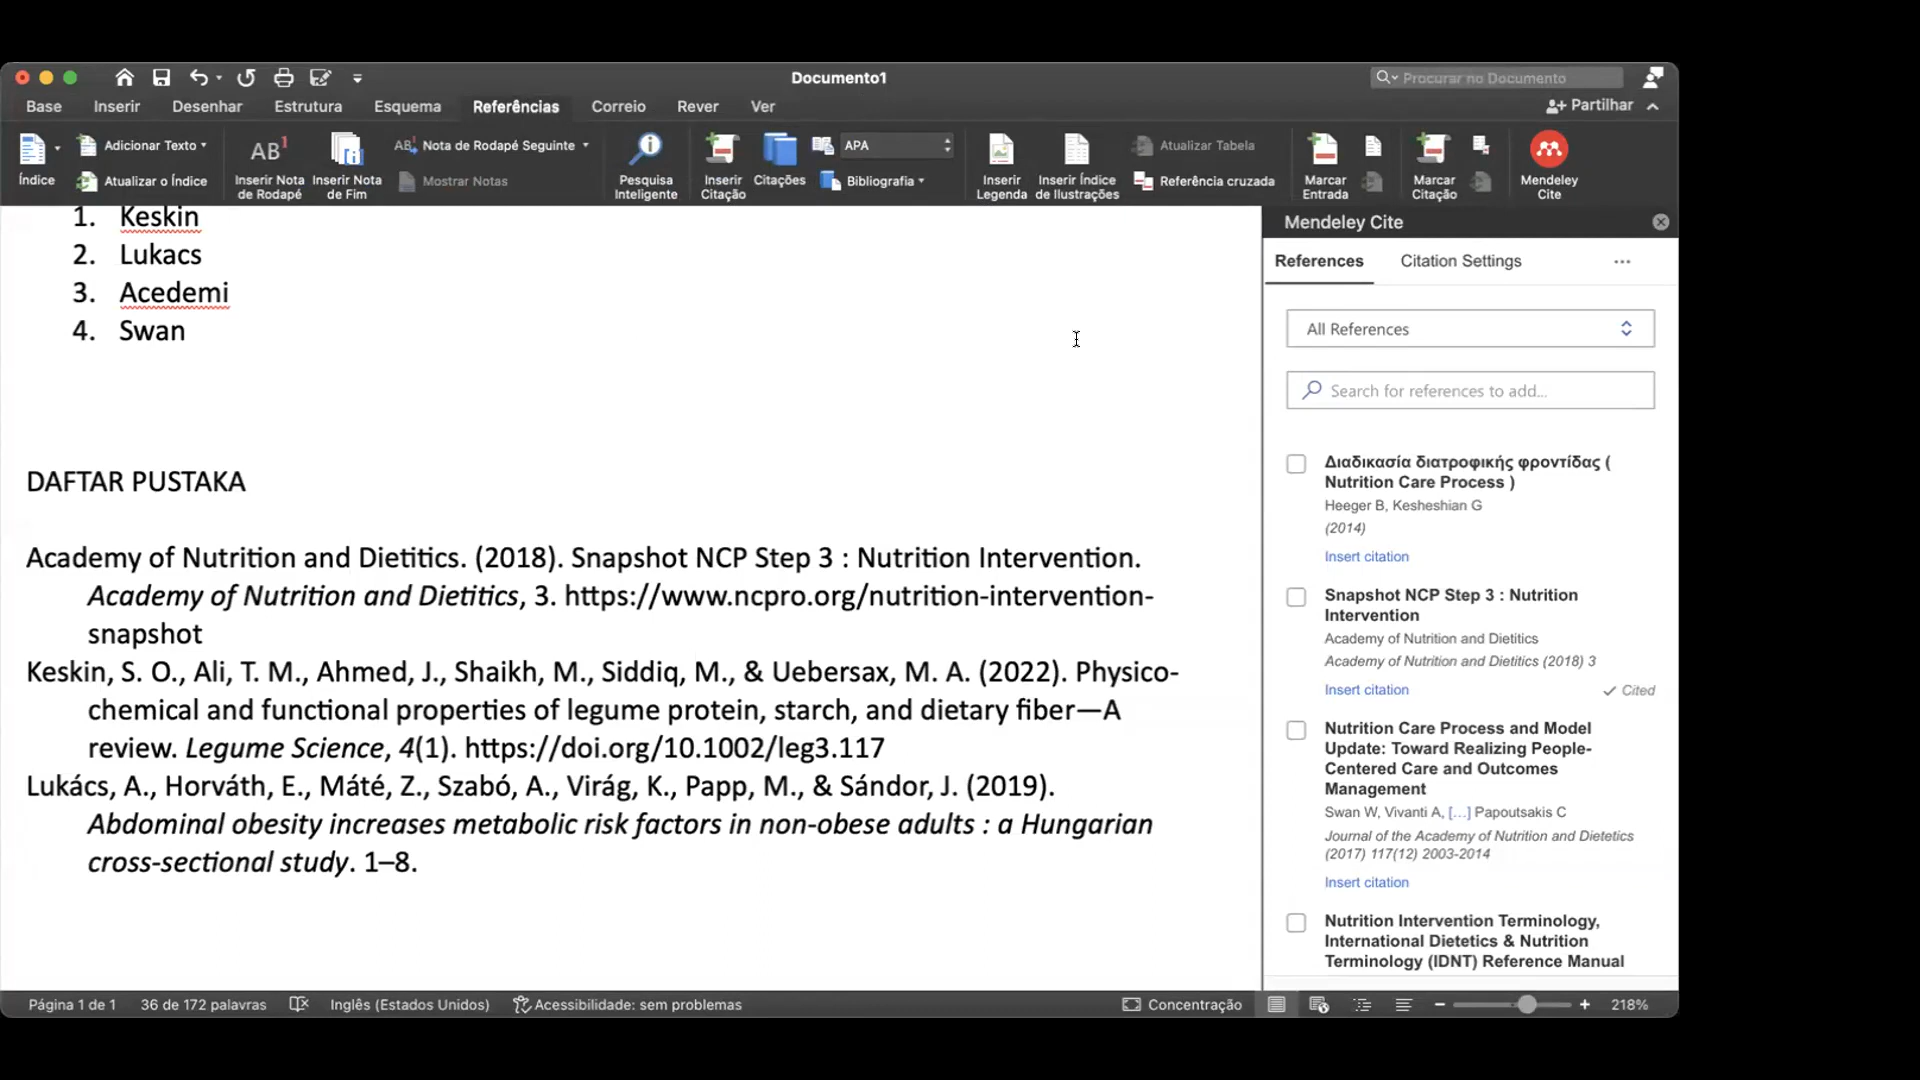 Documento1
Procurar no Documento
Base Inserir Desenhar Estrutura Esquema Referências Correio Rever Ver
Partilhar
Índice
Adicionar Texto
Atualizar o Índice
AB1
Inserir Nota de Rodapé
Inserir Nota de Fim
AB Nota de Rodapé Seguinte
Mostrar Notas
Pesquisa Inteligente
Inserir Citação
Citações
APA
Bibliografia
Inserir Legenda
Inserir Índice de Ilustrações
Atualizar Tabela
Referência cruzada
Marcar Entrada
Marcar Citação
Mendeley Cite
1. Keskin
2. Lukacs
3. Acedemi
4. Swan
DAFTAR PUSTAKA
Academy of Nutrition and Dietitics. (2018). Snapshot NCP Step 3 : Nutrition Intervention.
Academy of Nutrition and Dietitics, 3. https://www.ncpro.org/nutrition-intervention-
snapshot
Keskin, S. O., Ali, T. M., Ahmed, J., Shaikh, M., Siddiq, M., & Uebersax, M. A. (2022). Physico-
chemical and functional properties of legume protein, starch, and dietary fiber—A
review. Legume Science, 4(1). https://doi.org/10.1002/leg3.117
Lukács, A., Horváth, E., Máté, Z., Szabó, A., Virág, K., Papp, M., & Sándor, J. (2019).
Abdominal obesity increases metabolic risk factors in non-obese adults : a Hungarian
cross-sectional study. 1–8.
Mendeley Cite
References Citation Settings ...
All References
Search for references to add...
Διαδικασία διατροφικής φροντίδας (
Nutrition Care Process )
Heeger B, Kesheshian G
(2014)
Insert citation
Snapshot NCP Step 3 : Nutrition
Intervention
Academy of Nutrition and Dietitics
Academy of Nutrition and Dietitics (2018) 3
Insert citation Cited
Nutrition Care Process and Model
Update: Toward Realizing People-
Centered Care and Outcomes
Management
Swan W, Vivanti A, [...] Papoutsakis C
Journal of the Academy of Nutrition and Dietetics
(2017) 117(12) 2003-2014
Insert citation
Nutrition Intervention Terminology,
International Dietetics & Nutrition
Terminology (IDNT) Reference Manual
Página 1 de 1 36 de 172 palavras Inglês (Estados Unidos) Acessibilidade: sem problemas Concentração 218%